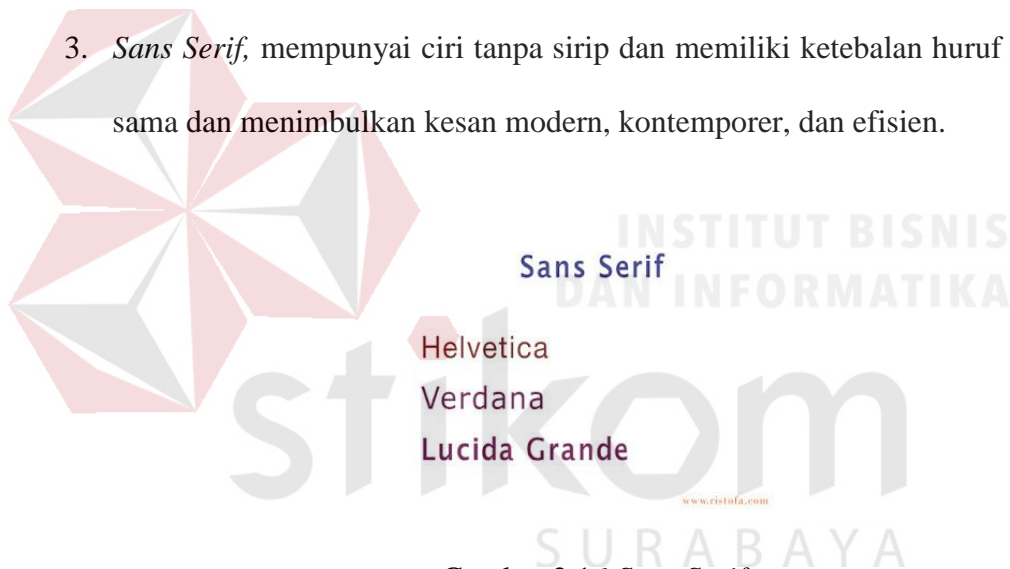 3. Sans Serif, mempunyai ciri tanpa sirip dan memiliki ketebalan huruf
sama dan menimbulkan kesan modern, kontemporer, dan efisien.
INSTITUT BISNIS
Sans Serif
DAN INFORMATIKA
Helvetica
Verdana
Lucida Grande
stikom
www.ristofa.com
SURABAYA